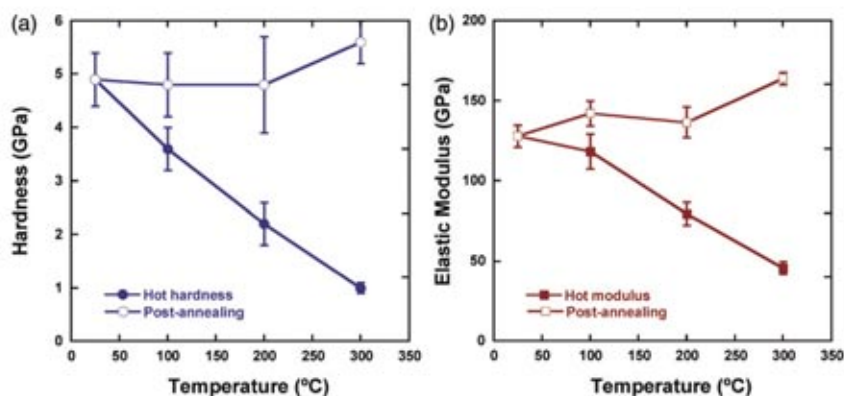 (a)
6
5
4
3
2
1
0
Hardness (GPa)
Hot hardness
Post-annealing
0 50 100 150 200 250 300 350
Temperature (ºC)
(b)
200
150
100
50
0
Elastic Modulus (GPa)
Hot modulus
Post-annealing
0 50 100 150 200 250 300 350
Temperature (ºC)